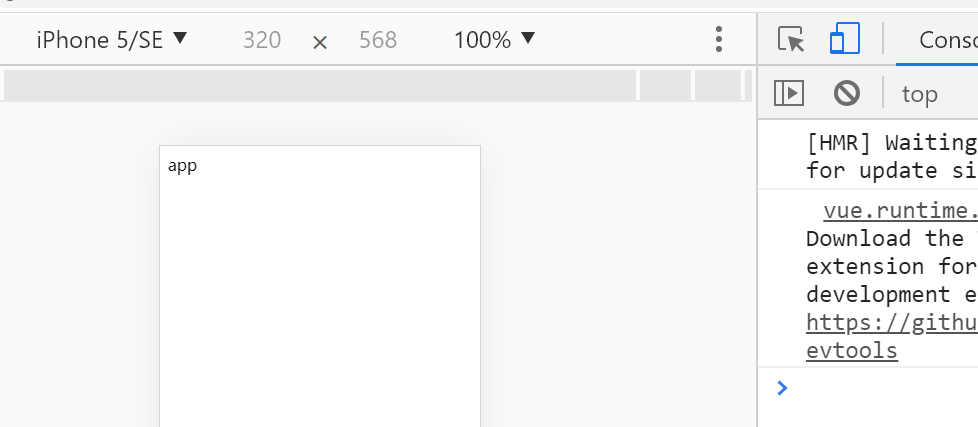 iPhone 5/SE ▼ 320 × 568 100% ▼
top
app
[HMR] Waiting
for update si
vue.runtime.
Download the
extension for
development e
https://githu
evtools